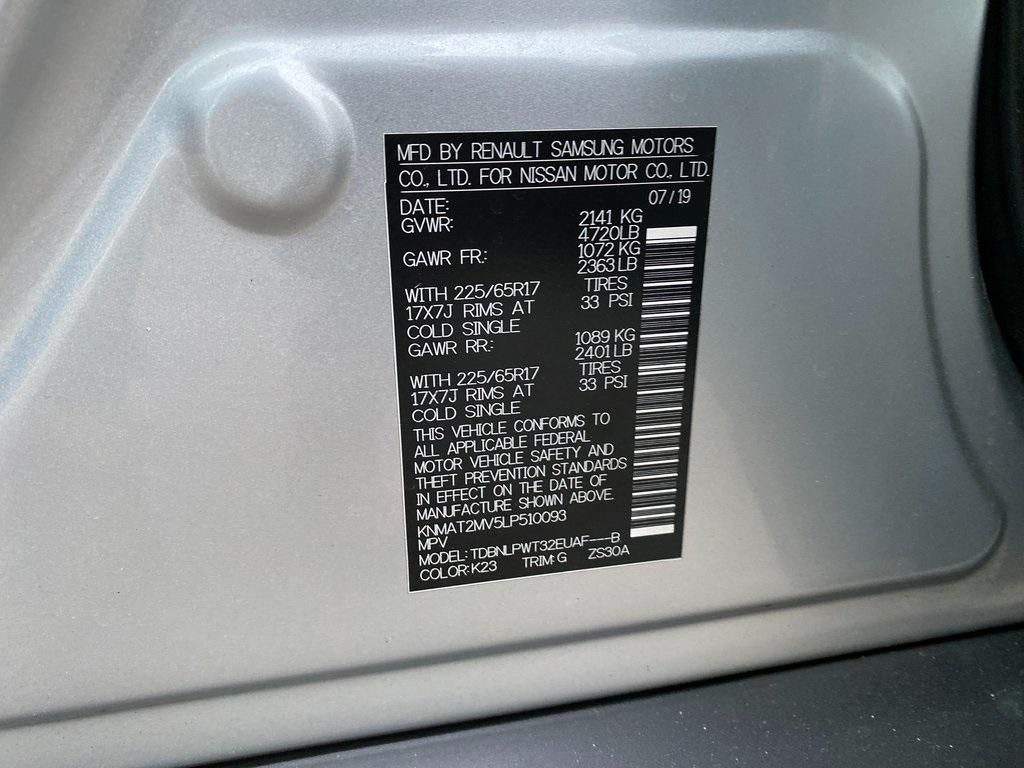 MFD BY RENAULT SAMSUNG MOTORS
CO., LTD. FOR NISSAN MOTOR CO., LTD.
DATE: 07/19
GVWR: 2141 KG
4720LB
GAWR FR.: 1072 KG
2363 LB
WITH 225/65R17 TIRES
17X7J RIMS AT 33 PSI
COLD SINGLE
GAWR RR.: 1089 KG
2401 LB
WITH 225/65R17 TIRES
17X7J RIMS AT 33 PSI
COLD SINGLE
THIS VEHICLE CONFORMS TO
ALL APPLICABLE FEDERAL
MOTOR VEHICLE SAFETY AND
THEFT PREVENTION STANDARDS
IN EFFECT ON THE DATE OF
MANUFACTURE SHOWN ABOVE.
KNMAT2MV5LP510093
MPV
MODEL: TDBNLPWT32EUAF---B
COLOR: K23 TRIM: G ZS30A